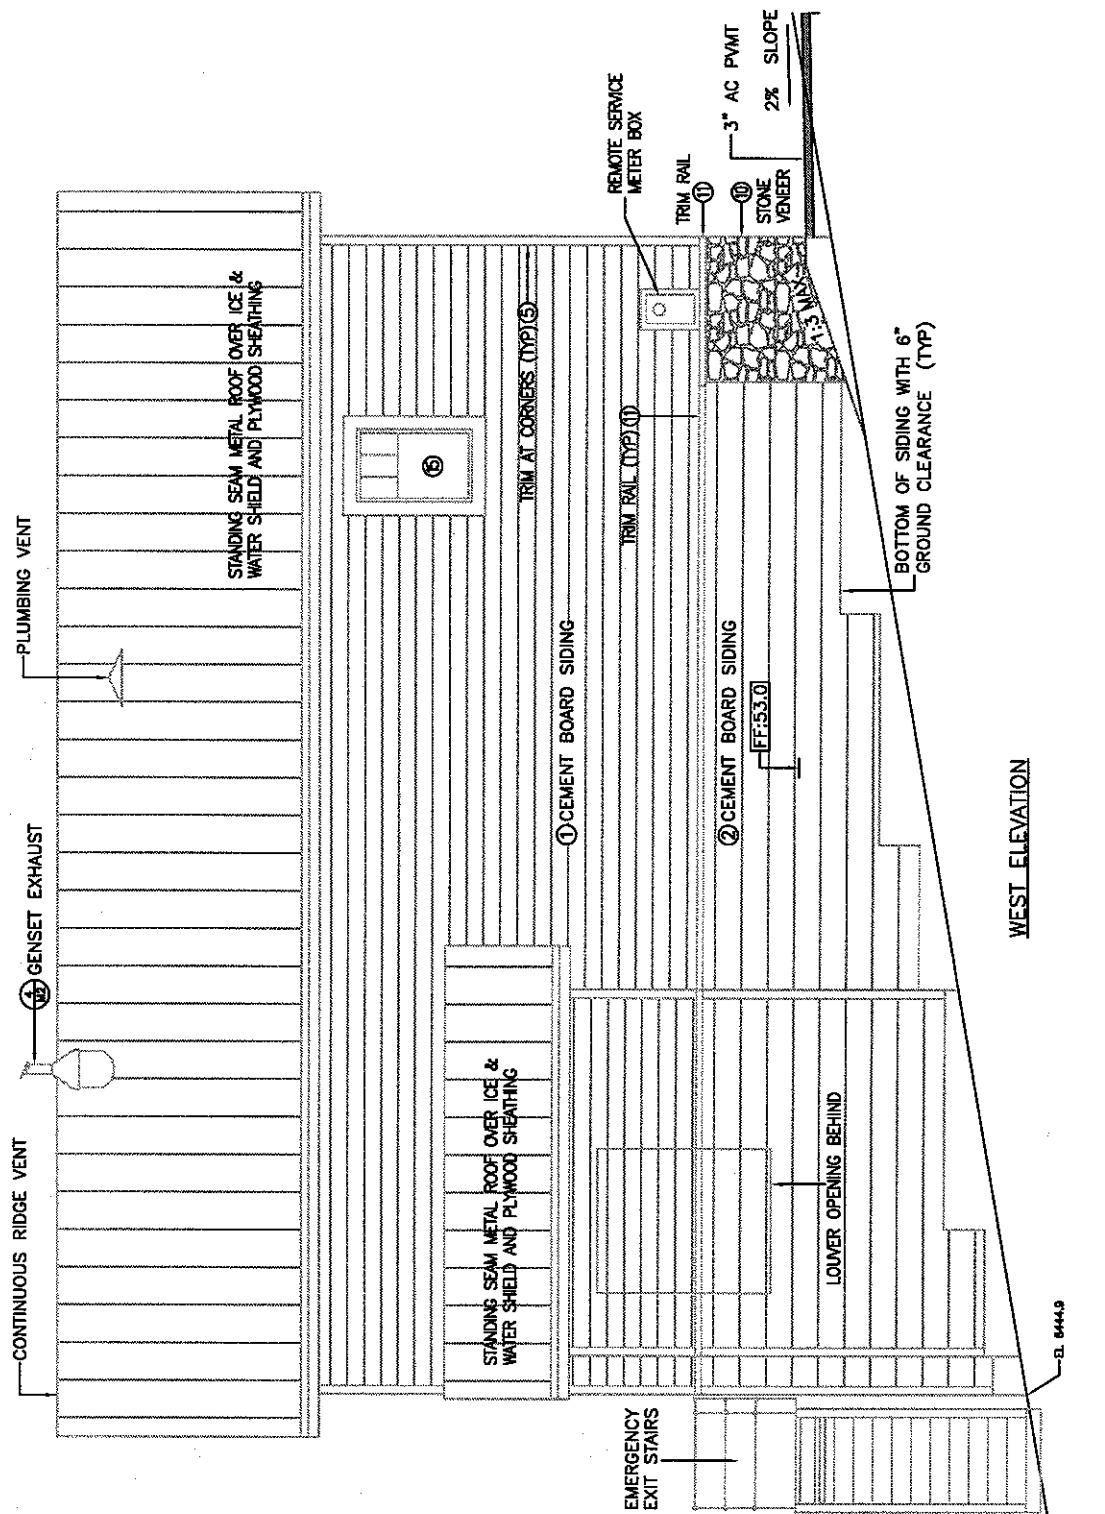 CONTINUOUS RIDGE VENT
4
M2
GENSET EXHAUST
PLUMBING VENT
STANDING SEAM METAL ROOF OVER ICE &
WATER SHIELD AND PLYWOOD SHEATHING
15
TRIM AT CORNERS (TYP) 5
REMOTE SERVICE
METER BOX
TRIM RAIL
11
10
STONE
VENEER
3" AC PVMT
2% SLOPE
STANDING SEAM METAL ROOF OVER ICE &
WATER SHIELD AND PLYWOOD SHEATHING
1 CEMENT BOARD SIDING
TRIM RAIL (TYP) 11
1:3 MAX
2 CEMENT BOARD SIDING
FF:53.0
BOTTOM OF SIDING WITH 6"
GROUND CLEARANCE (TYP)
EMERGENCY
EXIT STAIRS
LOUVER OPENING BEHIND
EL 6444.9
WEST ELEVATION